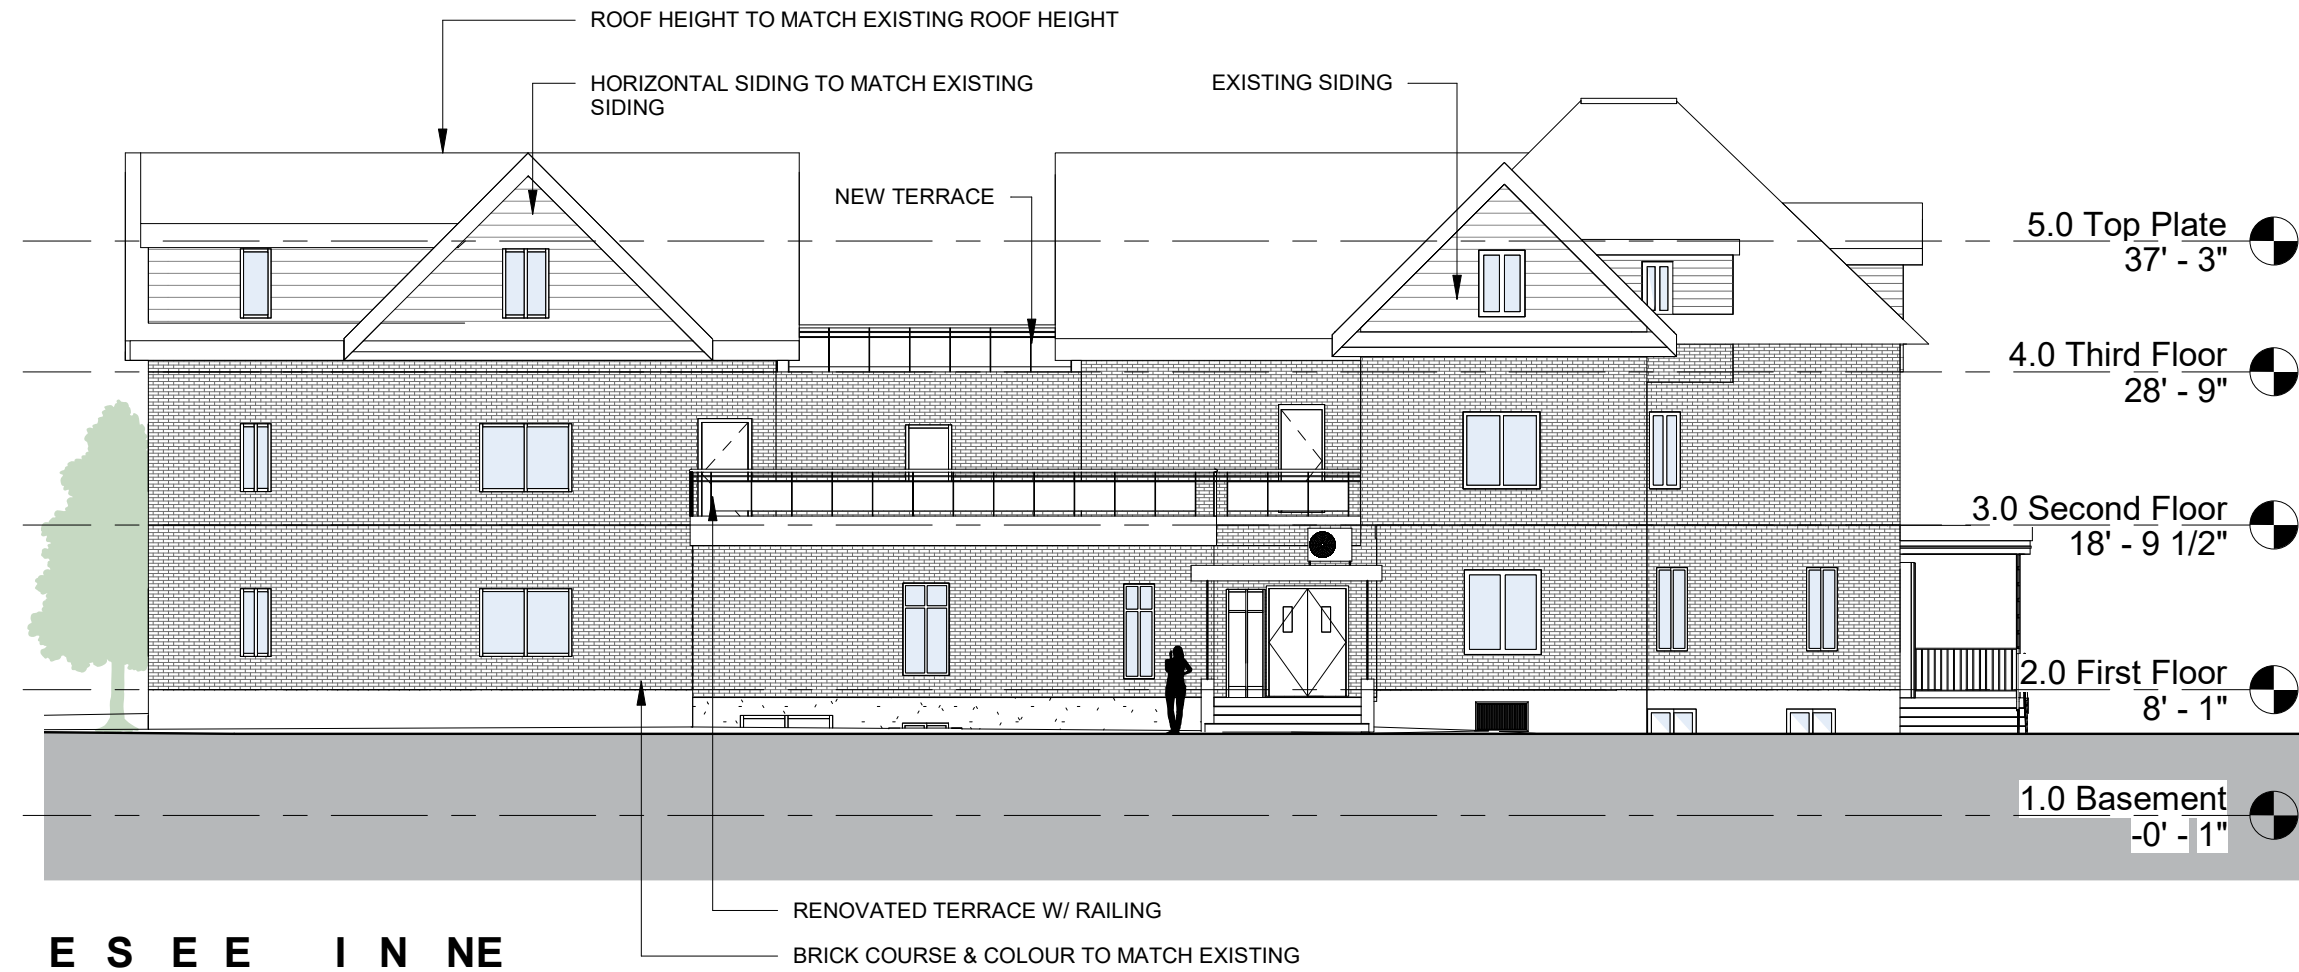 ROOF HEIGHT TO MATCH EXISTING ROOF HEIGHT
HORIZONTAL SIDING TO MATCH EXISTING
SIDING
EXISTING SIDING
NEW TERRACE
5.0 Top Plate
37' - 3"
4.0 Third Floor
28' - 9"
3.0 Second Floor
18' - 9 1/2"
2.0 First Floor
8' - 1"
1.0 Basement
-0' - 1"
RENOVATED TERRACE W/ RAILING
BRICK COURSE & COLOUR TO MATCH EXISTING
E S E E I N NE